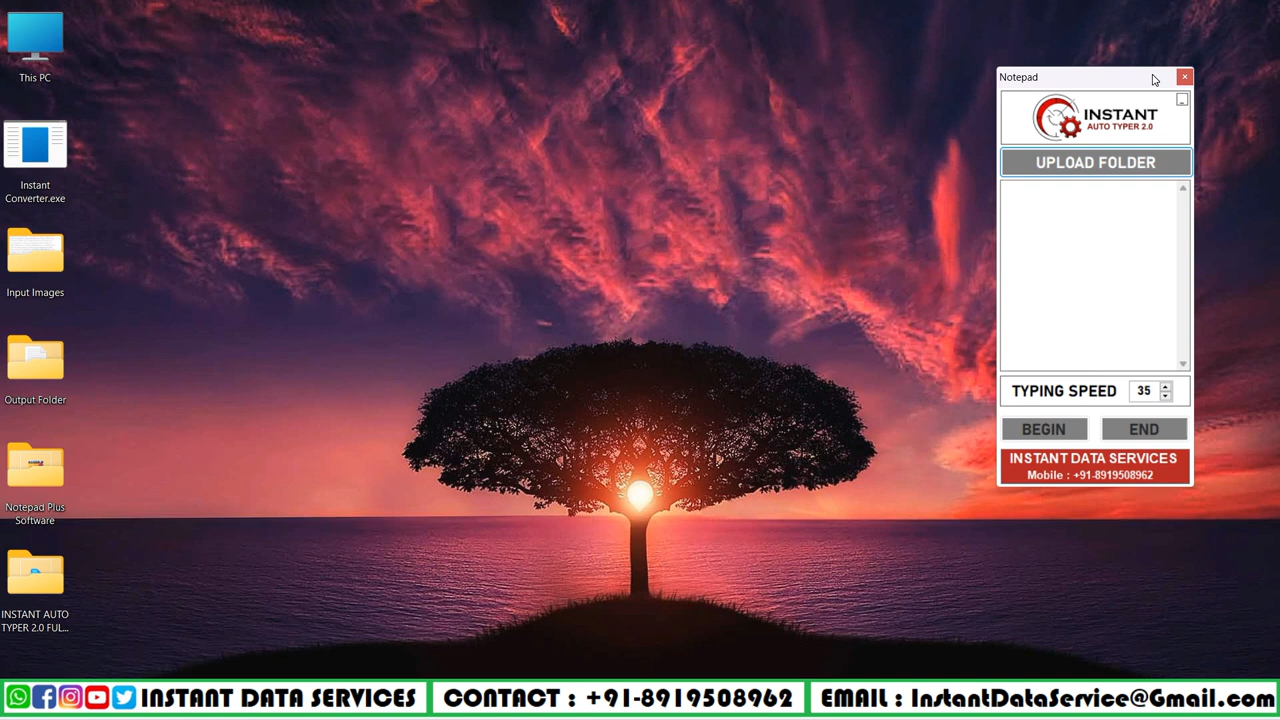 This PC
Instant
Converter.exe
Input Images
Output Folder
Notepad Plus
Software
INSTANT AUTO
TYPER 2.0 FUL...
Notepad
INSTANT
AUTO TYPER 2.0
UPLOAD FOLDER
TYPING SPEED 35
BEGIN END
INSTANT DATA SERVICES
Mobile : +91-8919508962
INSTANT DATA SERVICES CONTACT : +91-8919508962 EMAIL : InstantDataService@Gmail.com